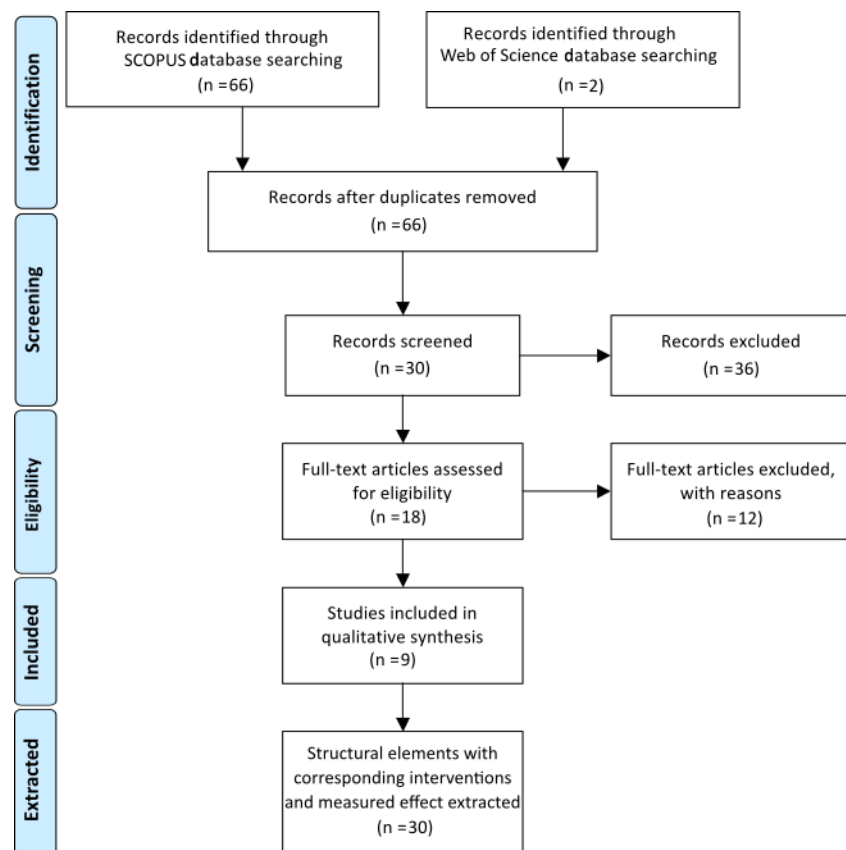 Identification
Records identified through
SCOPUS database searching
(n =66)
Records identified through
Web of Science database searching
(n =2)
Records after duplicates removed
(n =66)
Screening
Records screened
(n =30)
Records excluded
(n =36)
Eligibility
Full-text articles assessed
for eligibility
(n =18)
Full-text articles excluded,
with reasons
(n =12)
Included
Studies included in
qualitative synthesis
(n =9)
Extracted
Structural elements with
corresponding interventions
and measured effect extracted
(n =30)